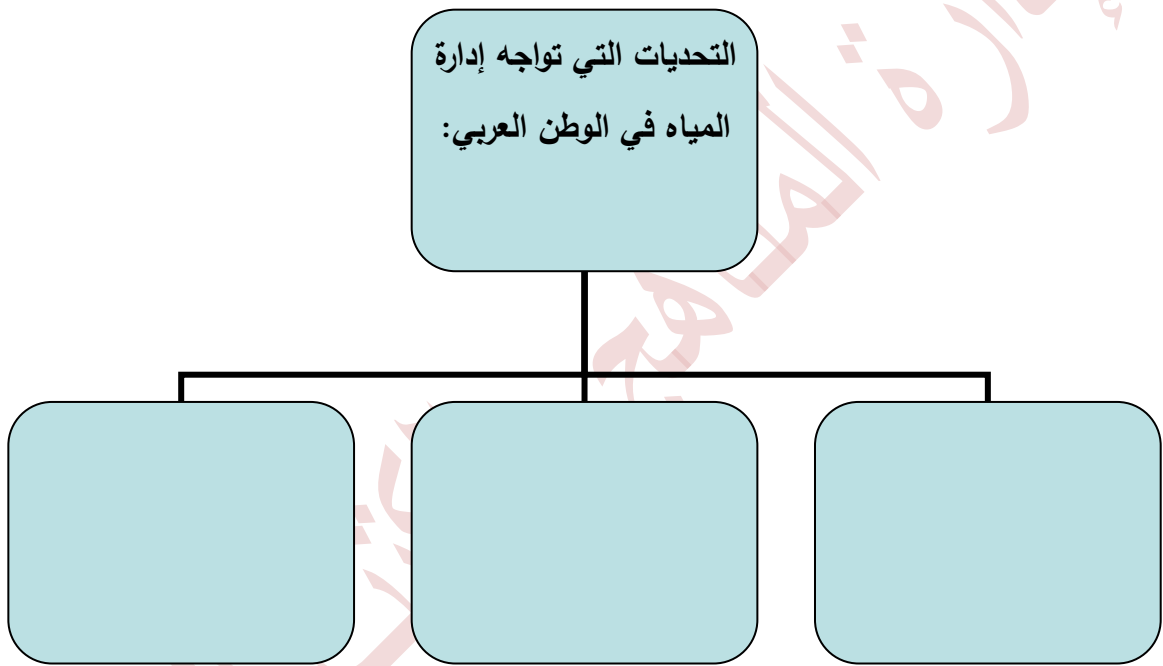 التحديات التي تواجه إدارة
المياه في الوطن العربي: